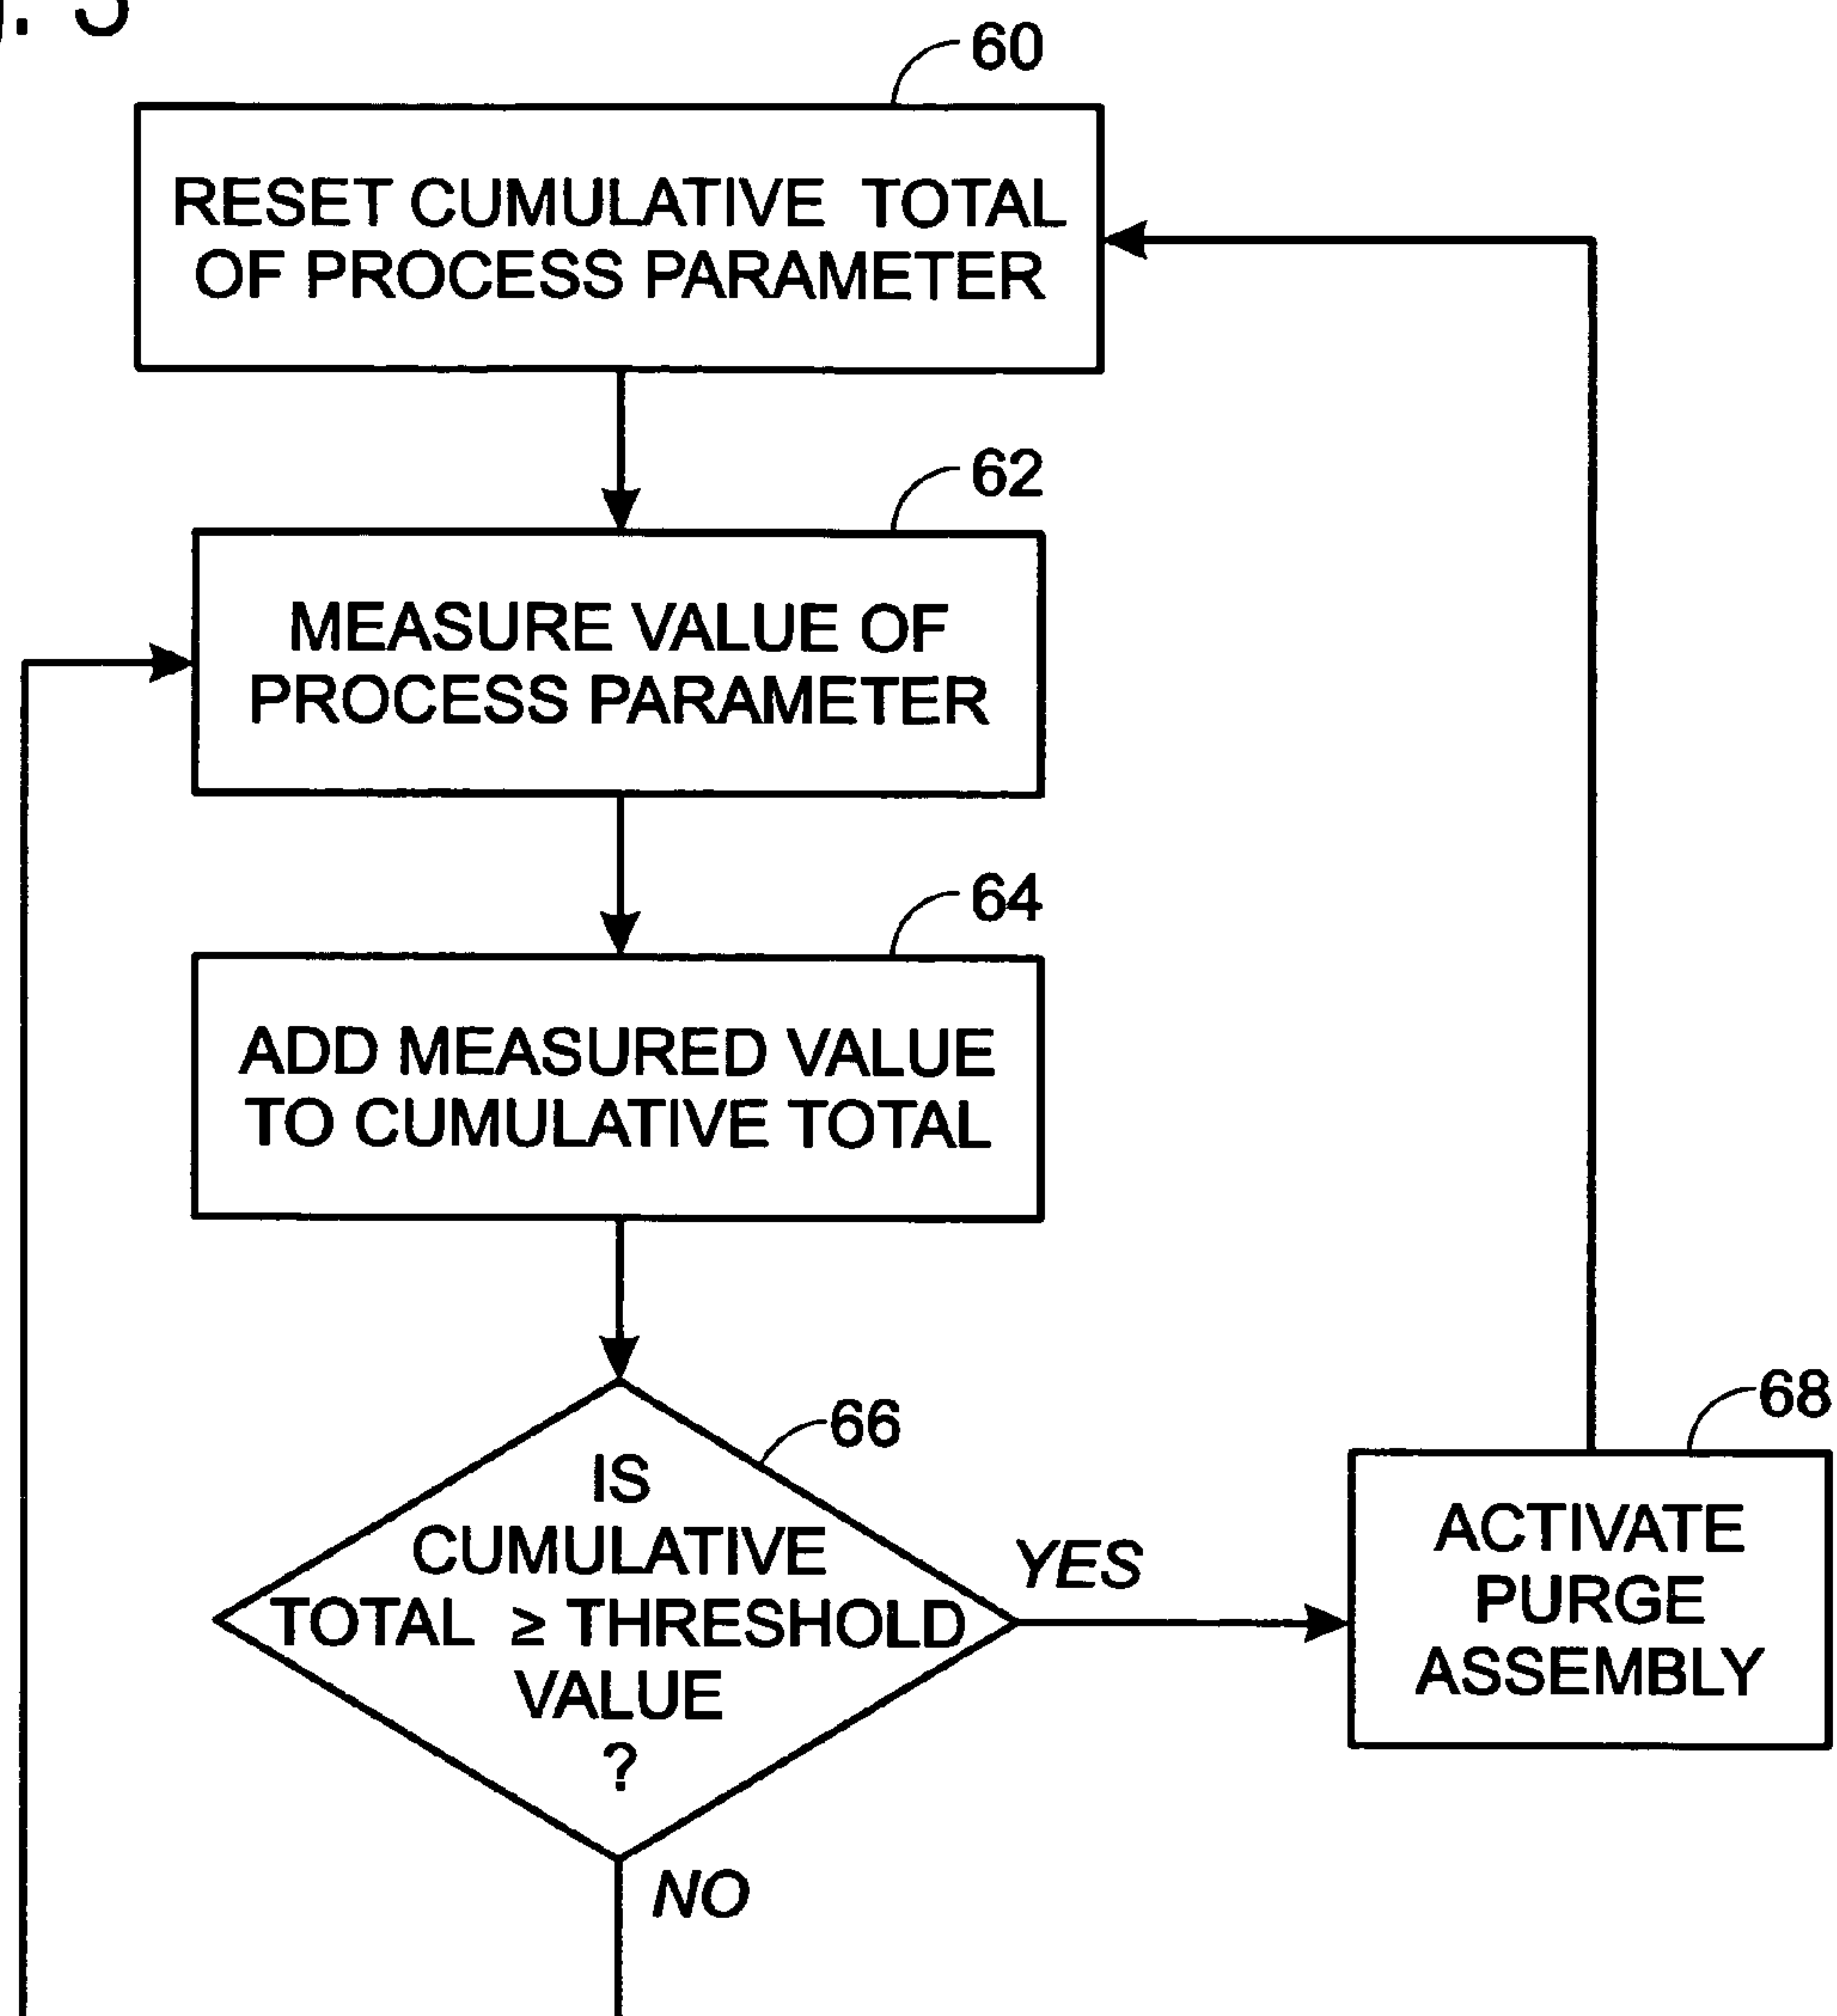 60
RESET CUMULATIVE TOTAL
OF PROCESS PARAMETER
62
MEASURE VALUE OF
PROCESS PARAMETER
64
ADD MEASURED VALUE
TO CUMULATIVE TOTAL
66
IS
CUMULATIVE
TOTAL ≥ THRESHOLD
VALUE
?
YES
NO
68
ACTIVATE
PURGE
ASSEMBLY